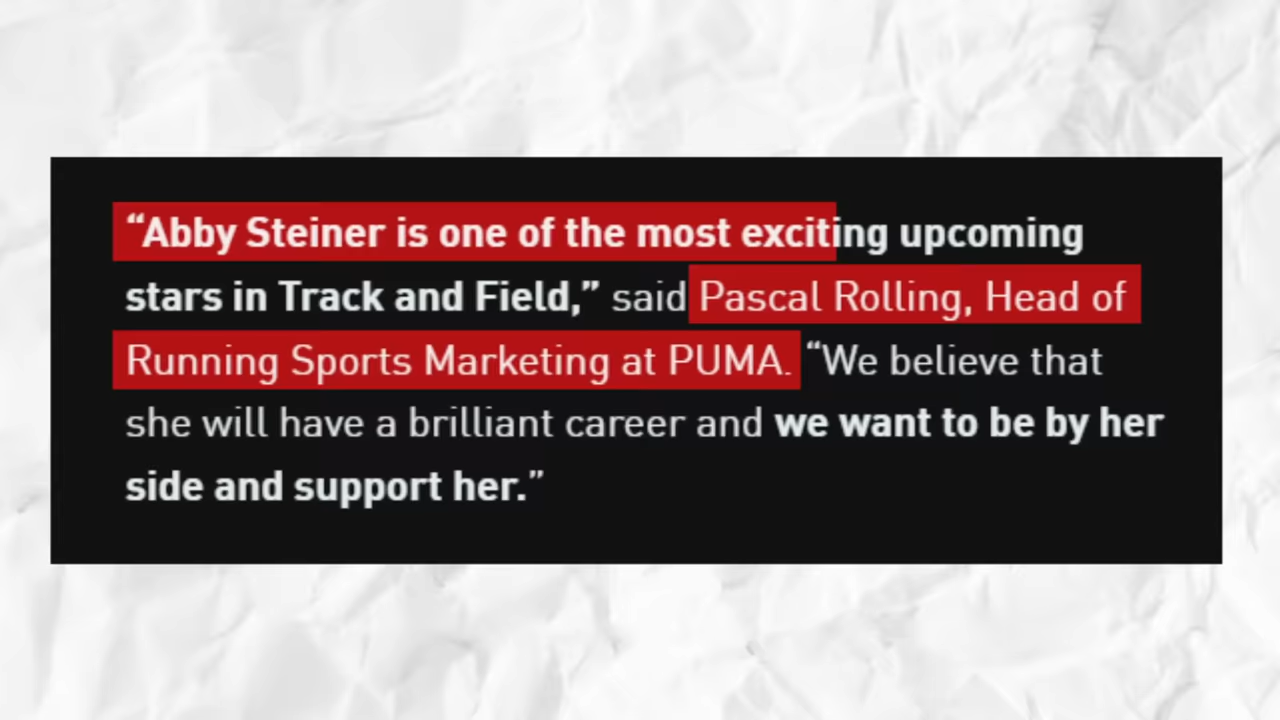 “Abby Steiner is one of the most exciting upcoming
stars in Track and Field,” said Pascal Rolling, Head of
Running Sports Marketing at PUMA. “We believe that
she will have a brilliant career and we want to be by her
side and support her.”